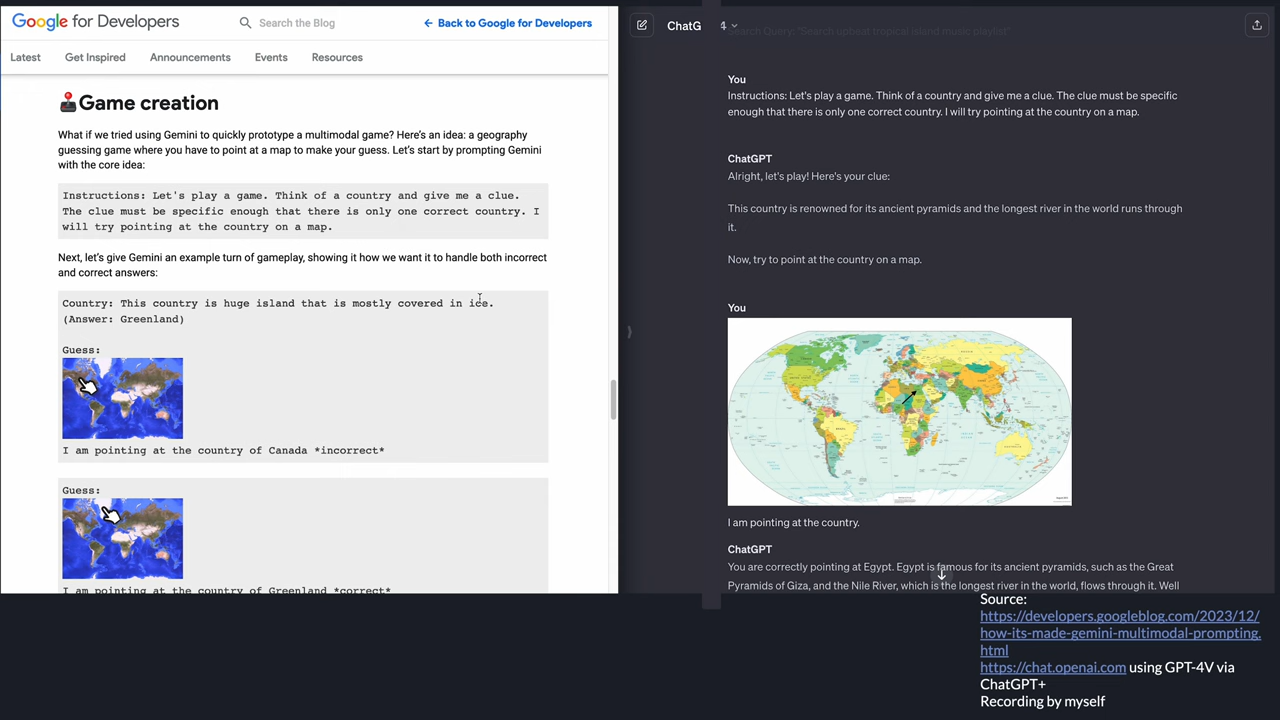 Google for Developers
Search the Blog
← Back to Google for Developers
Latest
Get Inspired
Announcements
Events
Resources
Game creation
What if we tried using Gemini to quickly prototype a multimodal game? Here's an idea: a geography
guessing game where you have to point at a map to make your guess. Let's start by prompting Gemini
with the core idea:
Instructions: Let's play a game. Think of a country and give me a clue.
The clue must be specific enough that there is only one correct country. I
will try pointing at the country on a map.
Next, let's give Gemini an example turn of gameplay, showing it how we want it to handle both incorrect
and correct answers:
Country: This country is huge island that is mostly covered in ice.
(Answer: Greenland)
Guess:
I am pointing at the country of Canada *incorrect*
Guess:
I am pointing at the country of Greenland *correct*
ChatG 4
Search Query: "Search upbeat tropical island music playlist"
You
Instructions: Let's play a game. Think of a country and give me a clue. The clue must be specific
enough that there is only one correct country. I will try pointing at the country on a map.
ChatGPT
Alright, let's play! Here's your clue:
This country is renowned for its ancient pyramids and the longest river in the world runs through
it.
Now, try to point at the country on a map.
You
I am pointing at the country.
ChatGPT
You are correctly pointing at Egypt. Egypt is famous for its ancient pyramids, such as the Great
Pyramids of Giza, and the Nile River, which is the longest river in the world, flows through it. Well
Source:
https://developers.googleblog.com/2023/12/
how-its-made-gemini-multimodal-prompting.
html
https://chat.openai.com using GPT-4V via
ChatGPT+
Recording by myself